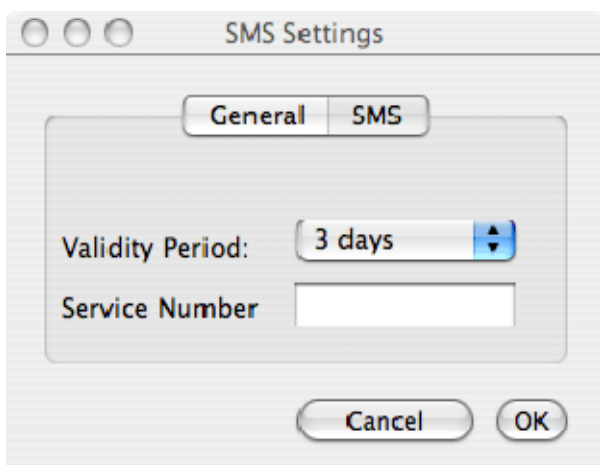 SMS Settings
General SMS
Validity Period: 3 days
Service Number
Cancel OK